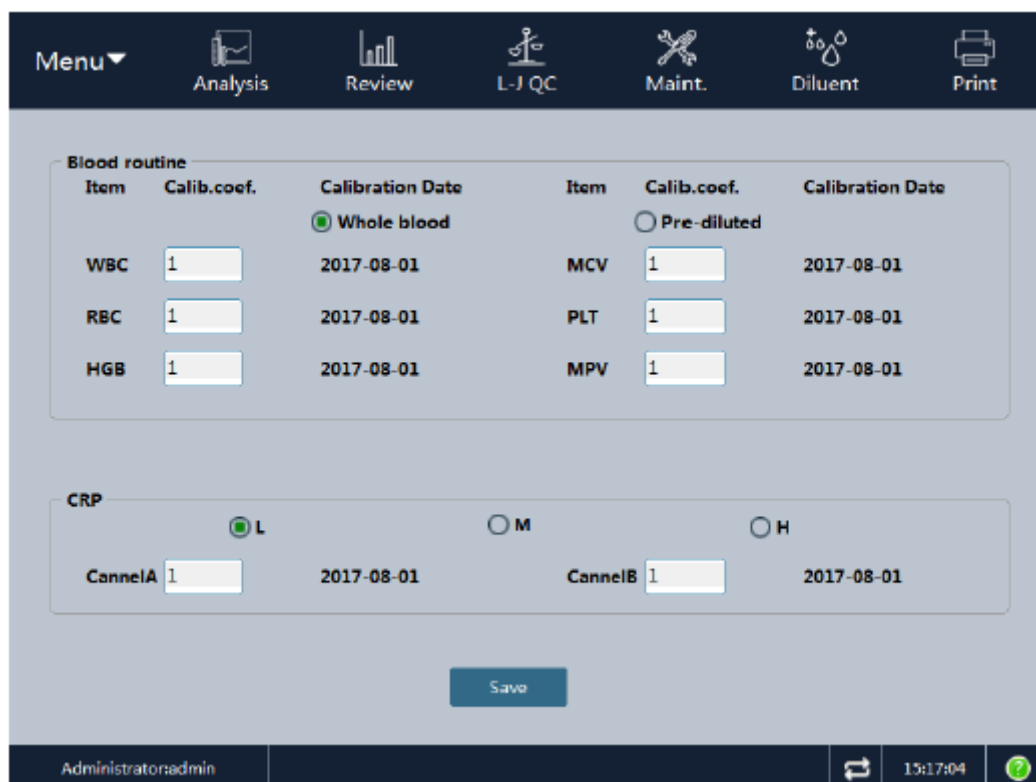 Menu▼ Analysis Review L-J QC Maint. Diluent Print
Blood routine
Item Calib.coef. Calibration Date Item Calib.coef. Calibration Date
Whole blood Pre-diluted
WBC 1 2017-08-01 MCV 1 2017-08-01
RBC 1 2017-08-01 PLT 1 2017-08-01
HGB 1 2017-08-01 MPV 1 2017-08-01
CRP
L M H
CannelA 1 2017-08-01 CannelB 1 2017-08-01
Save
Administrator:admin 15:17:04 ?